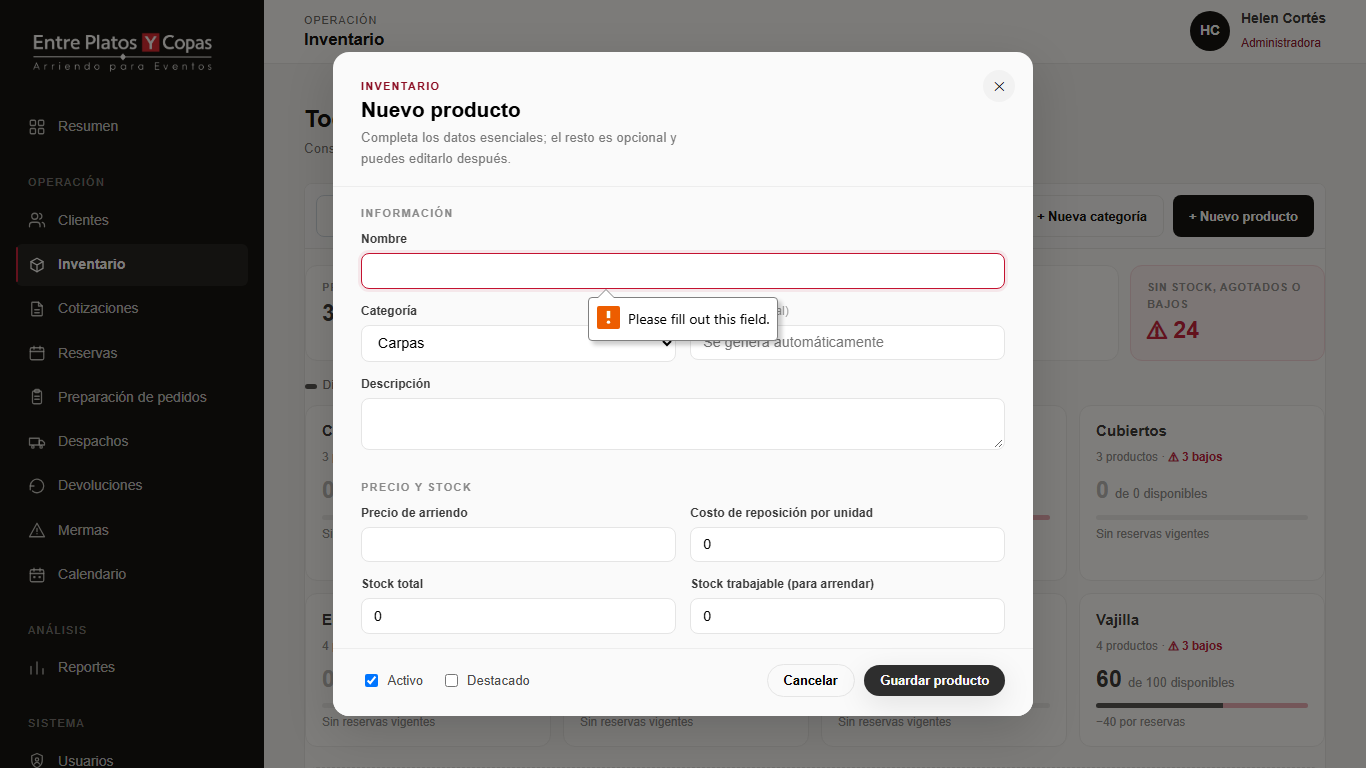 Entre Platos Y Copas
Arriendo para Eventos
Resumen
OPERACIÓN
Clientes
Inventario
Cotizaciones
Reservas
Preparación de pedidos
Despachos
Devoluciones
Mermas
Calendario
ANÁLISIS
Reportes
SISTEMA
Usuarios
OPERACIÓN
Inventario
HC
Helen Cortés
Administradora
+ Nueva categoría
+ Nuevo producto
SIN STOCK, AGOTADOS O
BAJOS
24
Cubiertos
3 productos · 3 bajos
0 de 0 disponibles
Sin reservas vigentes
Vajilla
4 productos · 3 bajos
60 de 100 disponibles
−40 por reservas
Sin reservas vigentes
Sin reservas vigentes
Sin reservas vigentes
INVENTARIO
Nuevo producto
Completa los datos esenciales; el resto es opcional y
puedes editarlo después.
INFORMACIÓN
Nombre
Please fill out this field.
Categoría
Carpas
Se genera automáticamente
Descripción
PRECIO Y STOCK
Precio de arriendo
Costo de reposición por unidad
0
Stock total
Stock trabajable (para arrendar)
0
0
Activo
Destacado
Cancelar
Guardar producto